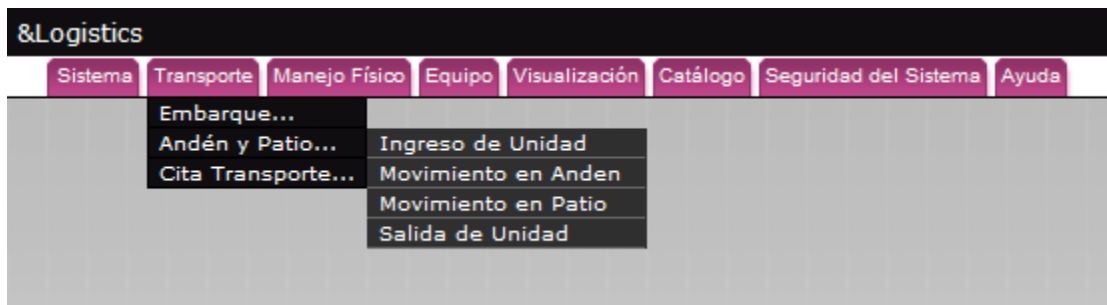 &Logistics
Sistema Transporte Manejo Físico Equipo Visualización Catálogo Seguridad del Sistema Ayuda
Embarque...
Andén y Patio... Ingreso de Unidad
Cita Transporte... Movimiento en Anden
Movimiento en Patio
Salida de Unidad